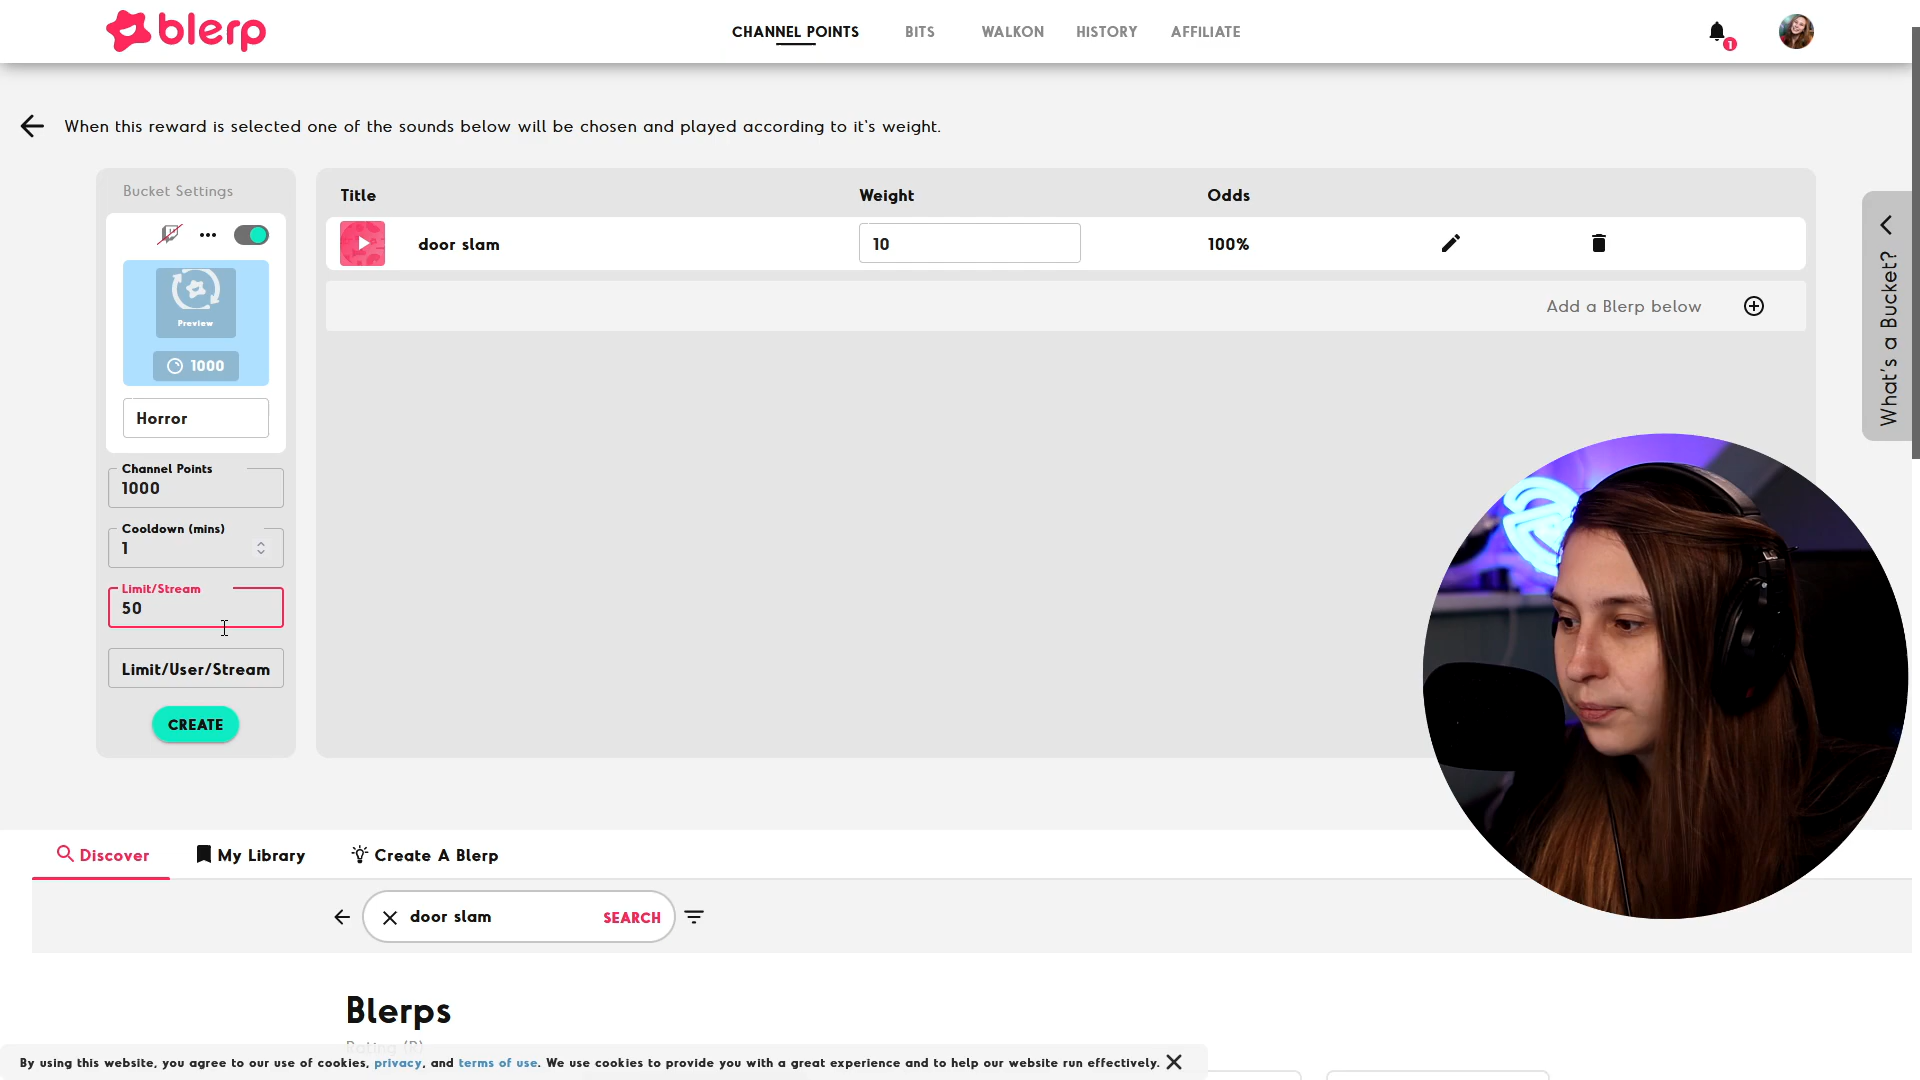 blerp
CHANNEL POINTS
BITS
WALKON
HISTORY
AFFILIATE
1
When this reward is selected one of the sounds below will be chosen and played according to it's weight.
Bucket Settings
Preview
1000
Horror
Channel Points
1000
Cooldown (mins)
1
Limit/Stream
50
Limit/User/Stream
CREATE
Title
Weight
Odds
door slam
10
100%
Add a Blerp below
What's a Bucket?
Discover
My Library
Create A Blerp
door slam
SEARCH
Blerps
Rating (R)
By using this website, you agree to our use of cookies, privacy, and terms of use. We use cookies to provide you with a great experience and to help our website run effectively.